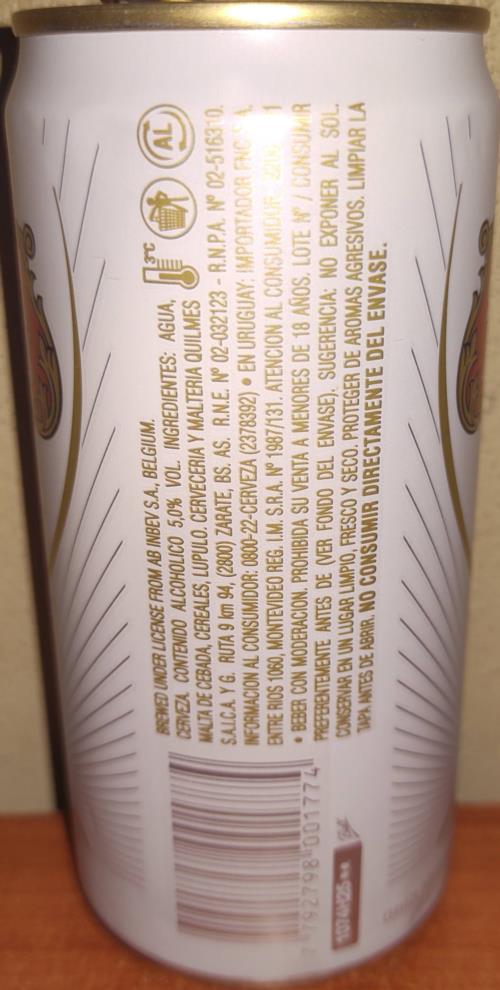 BREWED UNDER LICENSE FROM AB INBEV S.A., BELGIUM.
CERVEZA. CONTENIDO ALCOHOLICO 5,0% VOL. INGREDIENTES: AGUA,
MALTA DE CEBADA, CEREALES, LUPULO. CERVECERIA Y MALTERIA QUILMES
S.A.I.C.A. Y G. RUTA 9 km 94, (2800) ZARATE, BS. AS. R.N.E. Nº 02-032123 - R.N.P.A. Nº 02-516310.
INFORMACION AL CONSUMIDOR: 0800-22-CERVEZA (2378392) • EN URUGUAY: IMPORTADOR FNC S.A.
ENTRE RIOS 1060, MONTEVIDEO REG. I.M. S.R.A. Nº 1987/131. ATENCION AL CONSUMIDOR:
• BEBER CON MODERACION. PROHIBIDA SU VENTA A MENORES DE 18 AÑOS. LOTE Nº / CONSUMIR
PREFERENTEMENTE ANTES DE (VER FONDO DEL ENVASE). SUGERENCIA: NO EXPONER AL SOL.
CONSERVAR EN UN LUGAR LIMPIO, FRESCO Y SECO. PROTEGER DE AROMAS AGRESIVOS. LIMPIAR LA
TAPA ANTES DE ABRIR. NO CONSUMIR DIRECTAMENTE DEL ENVASE.
3°C
AL
7 792798 001774